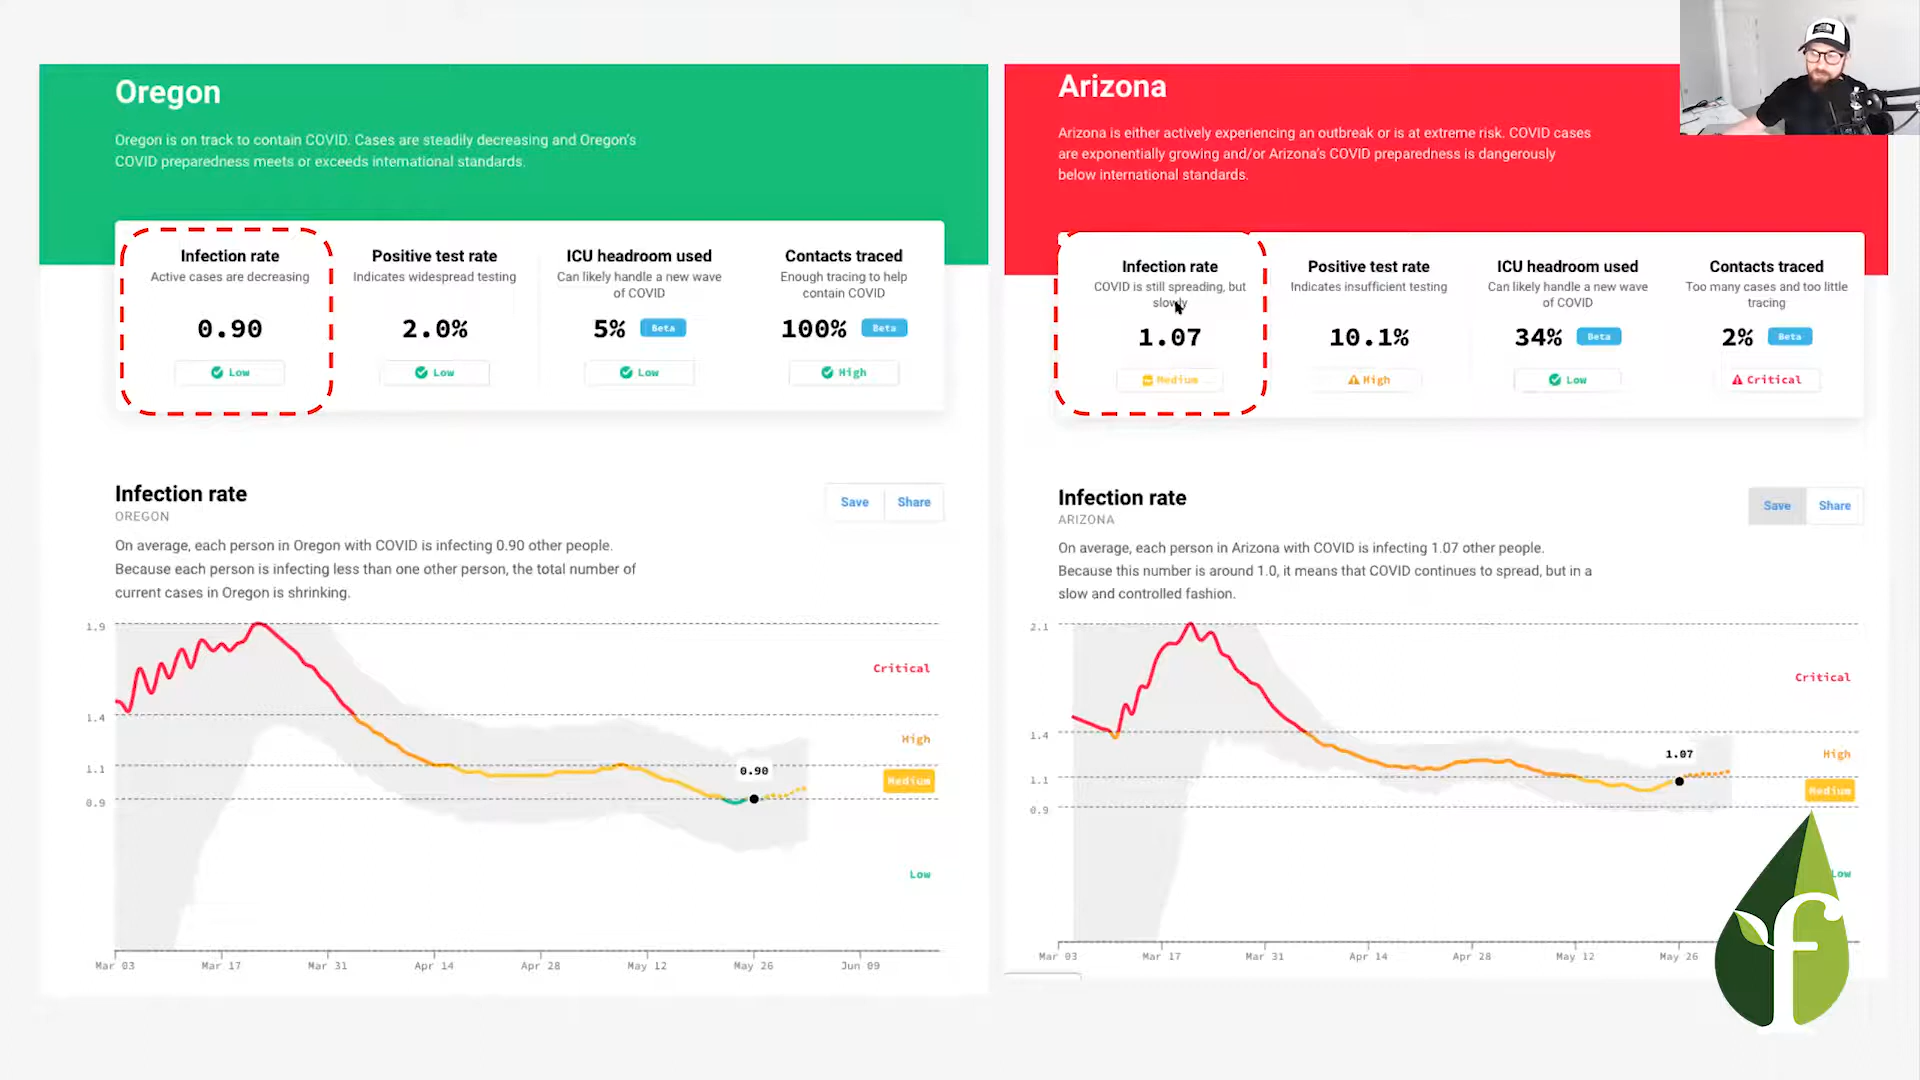 Oregon
Oregon is on track to contain COVID. Cases are steadily decreasing and Oregon's
COVID preparedness meets or exceeds international standards.
Infection rate
Active cases are decreasing
0.90
Low
Positive test rate
Indicates widespread testing
2.0%
Low
ICU headroom used
Can likely handle a new wave
of COVID
5% Beta
Low
Contacts traced
Enough tracing to help
contain COVID
100% Beta
High
Infection rate
OREGON
Save Share
On average, each person in Oregon with COVID is infecting 0.90 other people.
Because each person is infecting less than one other person, the total number of
current cases in Oregon is shrinking.
1.9
Critical
1.4
High
1.1
0.90
Medium
0.9
Low
Mar 03 Mar 17 Mar 31 Apr 14 Apr 28 May 12 May 26 Jun 09
Arizona
Arizona is either actively experiencing an outbreak or is at extreme risk. COVID cases
are exponentially growing and/or Arizona's COVID preparedness is dangerously
below international standards.
Infection rate
COVID is still spreading, but
slowly
1.07
Medium
Positive test rate
Indicates insufficient testing
10.1%
High
ICU headroom used
Can likely handle a new wave
of COVID
34% Beta
Low
Contacts traced
Too many cases and too little
tracing
2% Beta
Critical
Infection rate
ARIZONA
Save Share
On average, each person in Arizona with COVID is infecting 1.07 other people.
Because this number is around 1.0, it means that COVID continues to spread, but in a
slow and controlled fashion.
2.1
Critical
1.4
1.07
High
1.1
Medium
0.9
Low
Mar 03 Mar 17 Mar 31 Apr 14 Apr 28 May 12 May 26
f